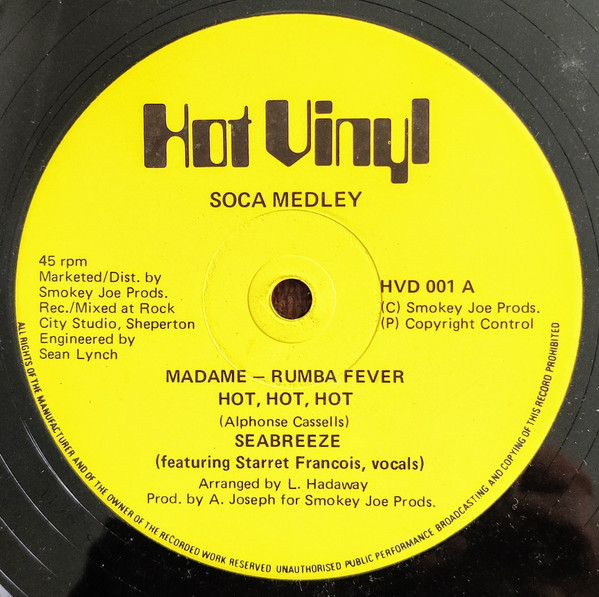 Hot Vinyl
SOCA MEDLEY
45 rpm
Marketed/Dist. by
Smokey Joe Prods.
Rec./Mixed at Rock
City Studio, Sheperton
Engineered by
Sean Lynch
HVD 001 A
(C) Smokey Joe Prods.
(P) Copyright Control
MADAME – RUMBA FEVER
HOT, HOT, HOT
(Alphonse Cassells)
SEABREEZE
(featuring Starret Francois, vocals)
Arranged by L. Hadaway
Prod. by A. Joseph for Smokey Joe Prods.
ALL RIGHTS OF THE MANUFACTURER AND OF THE OWNER OF THE RECORDED WORK RESERVED UNAUTHORISED PUBLIC PERFORMANCE BROADCASTING AND COPYING OF THIS RECORD PROHIBITED